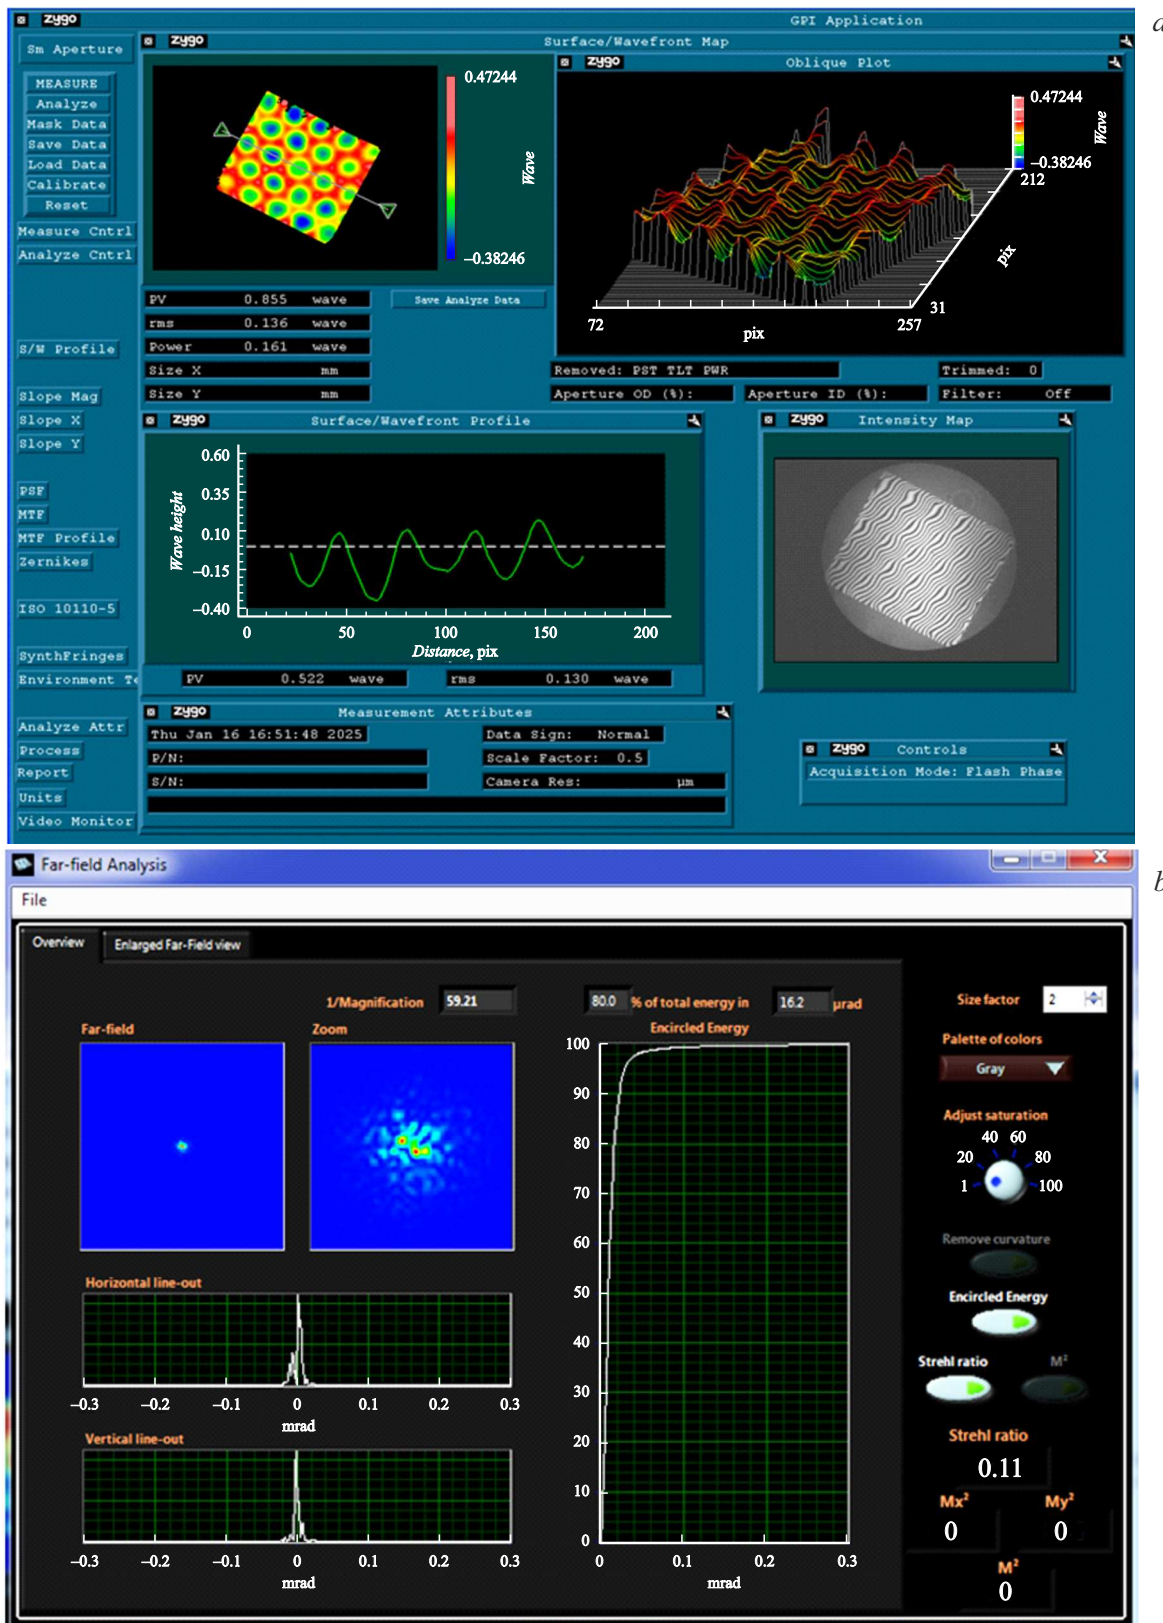 zygo GPI Application
a
Sm Aperture
MEASURE
Analyze
Mask Data
Save Data
Load Data
Calibrate
Reset
Measure Cntrl
Analyze Cntrl
S/W Profile
Slope Mag
Slope X
Slope Y
PSF
MTF
MTF Profile
Zernikes
ISO 10110-5
SynthFringes
Environment Te
Analyze Attr
Process
Report
Units
Video Monitor
zygo Surface/Wavefront Map
0.47244
Wave
–0.38246
zygo Oblique Plot
0.47244
Wave
–0.38246
212
pix
31
72 pix 257
PV 0.855 wave
rms 0.136 wave
Power 0.161 wave
Size X mm
Size Y mm
Save Analyze Data
Removed: PST TLT PWR
Trimmed: 0
Aperture OD (%):
Aperture ID (%):
Filter: Off
zygo Surface/Wavefront Profile
Wave height
0.60
0.35
0.10
–0.15
–0.40
0 50 100 150 200
Distance, pix
PV 0.522 wave
rms 0.130 wave
zygo Intensity Map
zygo Measurement Attributes
Thu Jan 16 16:51:48 2025
Data Sign: Normal
P/N:
Scale Factor: 0.5
S/N:
Camera Res: µm
zygo Controls
Acquisition Mode: Flash Phase
b
Far-field Analysis
File
Overview
Enlarged Far-Field view
1/Magnification 59.21
80.0 % of total energy in 16.2 µrad
Far-field
Zoom
Encircled Energy
100
90
80
70
60
50
40
30
20
10
0
0 0.1 0.2 0.3
mrad
Horizontal line-out
–0.3 –0.2 –0.1 0 0.1 0.2 0.3
mrad
Vertical line-out
–0.3 –0.2 –0.1 0 0.1 0.2 0.3
mrad
Size factor 2
Palette of colors
Gray
Adjust saturation
40 60
20 80
1 100
Remove curvature
Encircled Energy
Strehl ratio M²
Strehl ratio
0.11
Mx² My²
0 0
M²
0